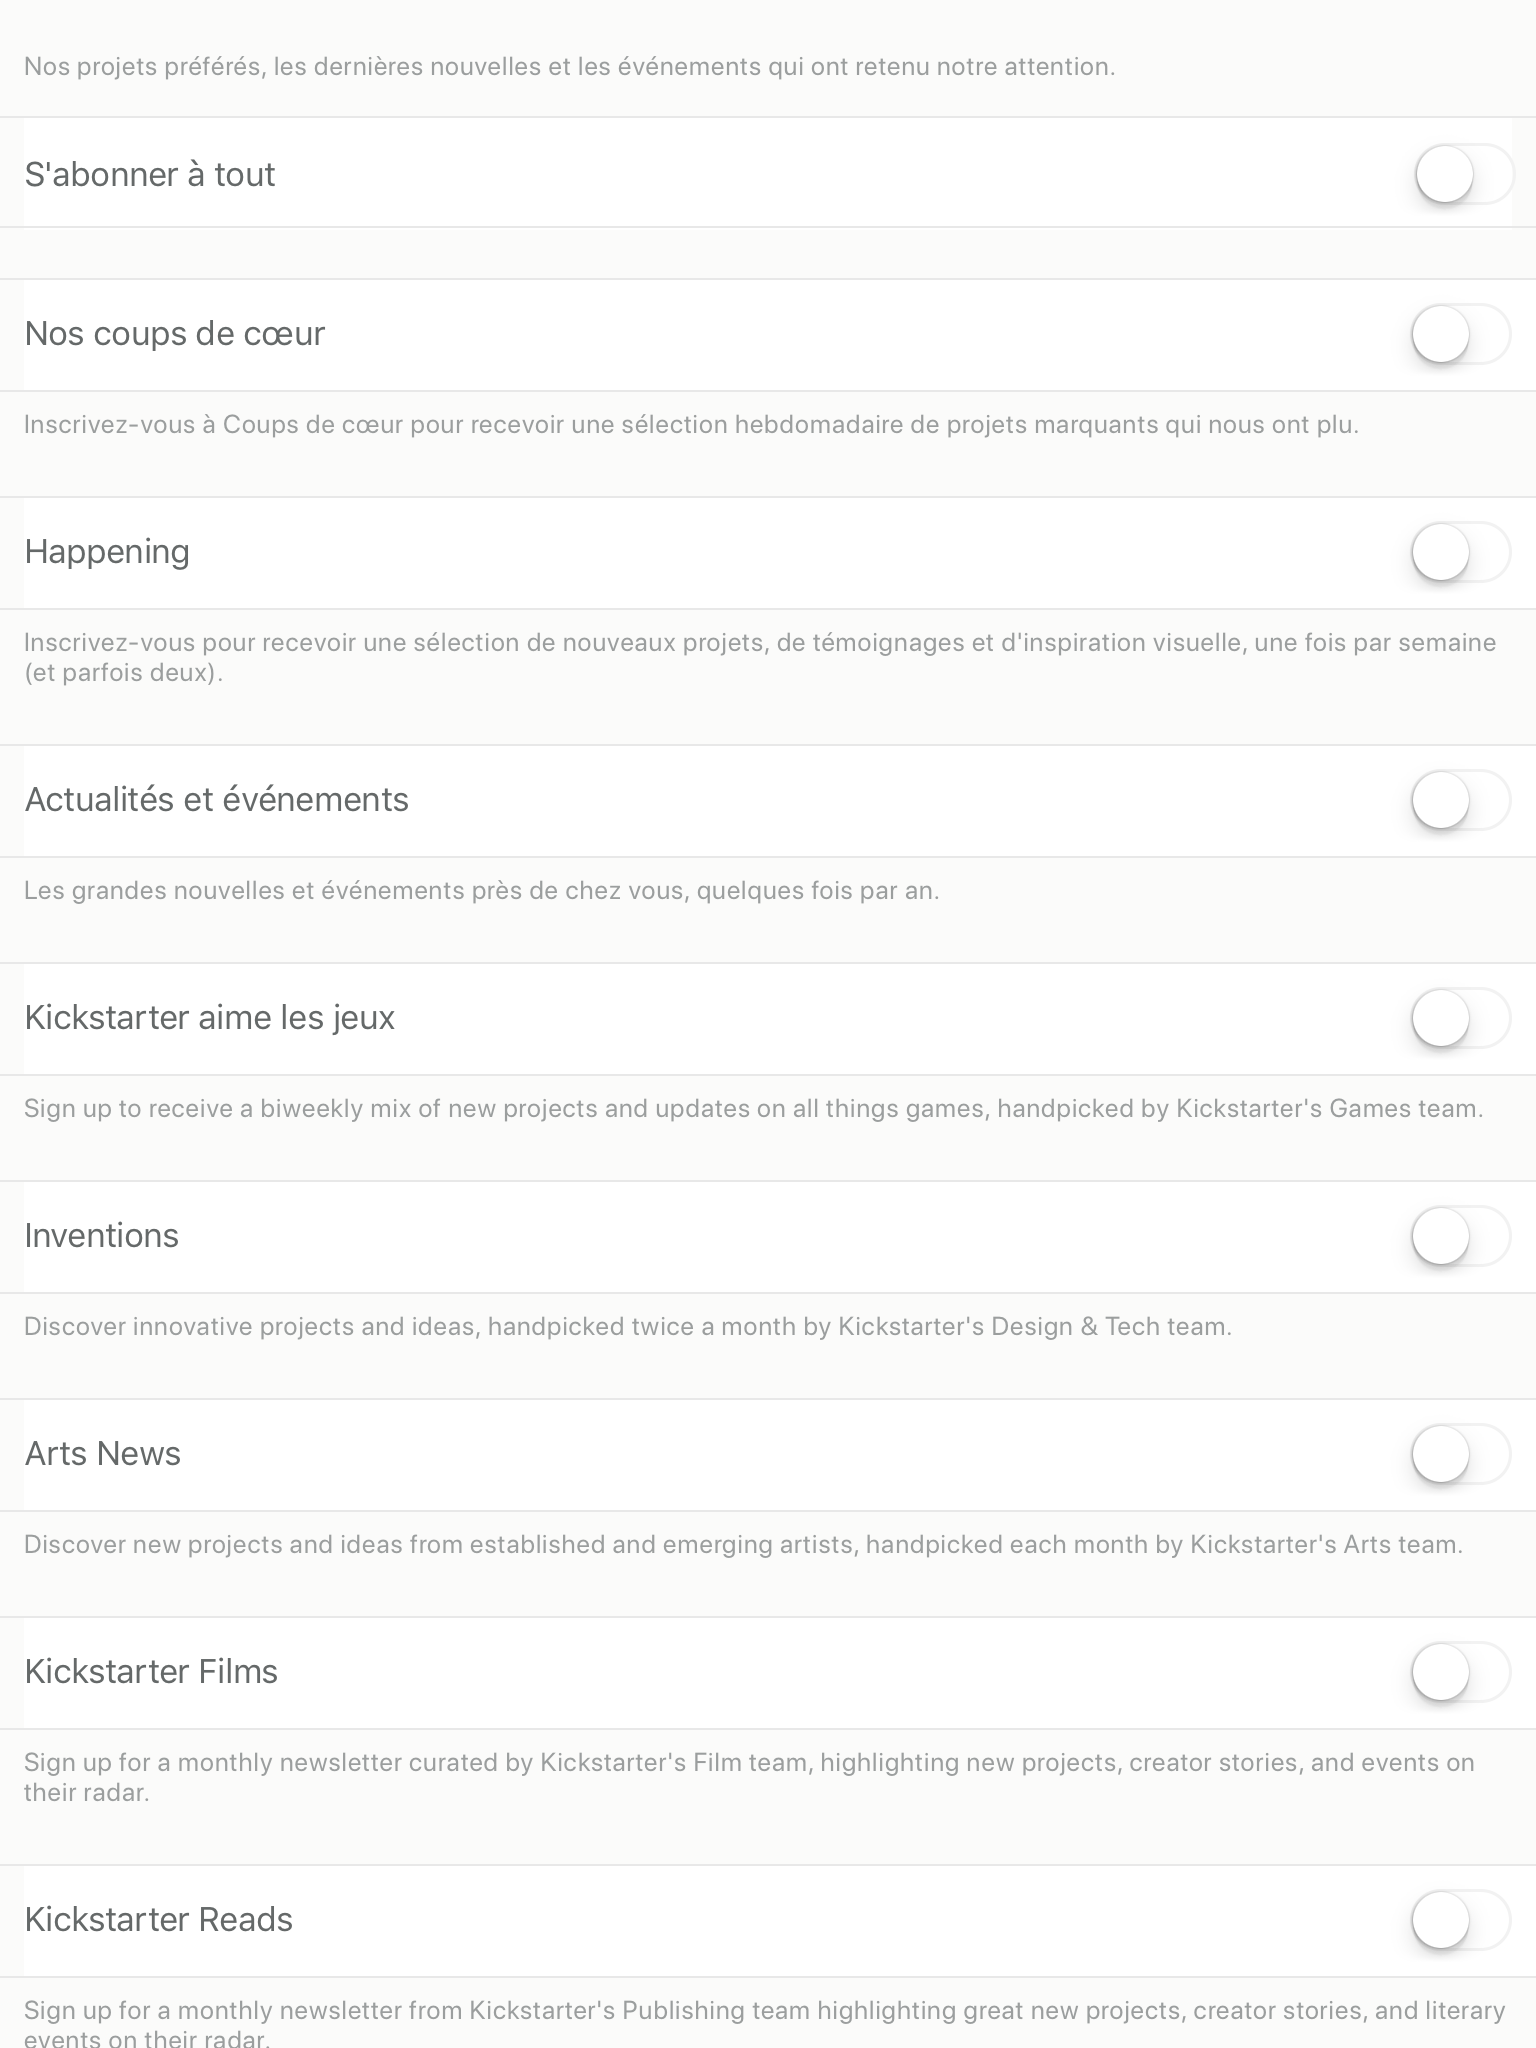 Nos projets préférés, les dernières nouvelles et les événements qui ont retenu notre attention.
S'abonner à tout
Nos coups de cœur
Inscrivez-vous à Coups de cœur pour recevoir une sélection hebdomadaire de projets marquants qui nous ont plu.
Happening
Inscrivez-vous pour recevoir une sélection de nouveaux projets, de témoignages et d'inspiration visuelle, une fois par semaine
(et parfois deux).
Actualités et événements
Les grandes nouvelles et événements près de chez vous, quelques fois par an.
Kickstarter aime les jeux
Sign up to receive a biweekly mix of new projects and updates on all things games, handpicked by Kickstarter's Games team.
Inventions
Discover innovative projects and ideas, handpicked twice a month by Kickstarter's Design & Tech team.
Arts News
Discover new projects and ideas from established and emerging artists, handpicked each month by Kickstarter's Arts team.
Kickstarter Films
Sign up for a monthly newsletter curated by Kickstarter's Film team, highlighting new projects, creator stories, and events on
their radar.
Kickstarter Reads
Sign up for a monthly newsletter from Kickstarter's Publishing team highlighting great new projects, creator stories, and literary
events on their radar.